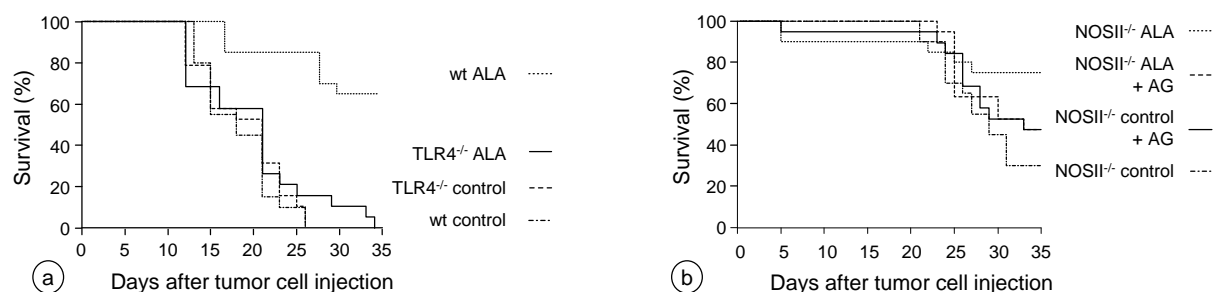 100
80
60
40
20
0
Survival (%)
0 5 10 15 20 25 30 35
Days after tumor cell injection
wt ALA
TLR4-/- ALA
TLR4-/- control
wt control
a
100
80
60
40
20
0
Survival (%)
0 5 10 15 20 25 30 35
Days after tumor cell injection
NOSII-/- ALA
NOSII-/- ALA
+ AG
NOSII-/- control
+ AG
NOSII-/- control
b